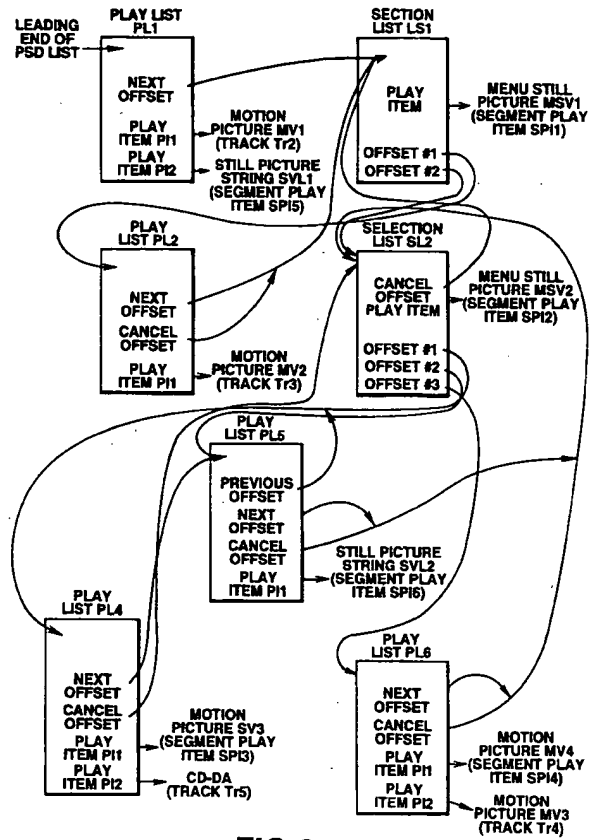 LEADING
END OF
PSD LIST
PLAY LIST
PL1
NEXT
OFFSET
PLAY
ITEM PI1
PLAY
ITEM PI2
MOTION
PICTURE MV1
(TRACK Tr2)
STILL PICTURE
STRING SVL1
(SEGMENT PLAY
ITEM SPI5)
SECTION
LIST LS1
PLAY
ITEM
OFFSET #1
OFFSET #2
MENU STILL
PICTURE MSV1
(SEGMENT PLAY
ITEM SPI1)
PLAY
LIST PL2
NEXT
OFFSET
CANCEL
OFFSET
PLAY
ITEM PI1
MOTION
PICTURE MV2
(TRACK Tr3)
SELECTION
LIST SL2
CANCEL
OFFSET
PLAY ITEM
OFFSET #1
OFFSET #2
OFFSET #3
MENU STILL
PICTURE MSV2
(SEGMENT PLAY
ITEM SPI2)
PLAY
LIST PL5
PREVIOUS
OFFSET
NEXT
OFFSET
CANCEL
OFFSET
PLAY
ITEM PI1
STILL PICTURE
STRING SVL2
(SEGMENT PLAY
ITEM SPI6)
PLAY
LIST PL4
NEXT
OFFSET
CANCEL
OFFSET
PLAY
ITEM PI1
PLAY
ITEM PI2
MOTION
PICTURE SV3
(SEGMENT PLAY
ITEM SPI3)
CD-DA
(TRACK Tr5)
PLAY
LIST PL6
NEXT
OFFSET
CANCEL
OFFSET
PLAY
ITEM PI1
PLAY
ITEM PI2
MOTION
PICTURE MV4
(SEGMENT PLAY
ITEM SPI4)
MOTION
PICTURE MV3
(TRACK Tr4)